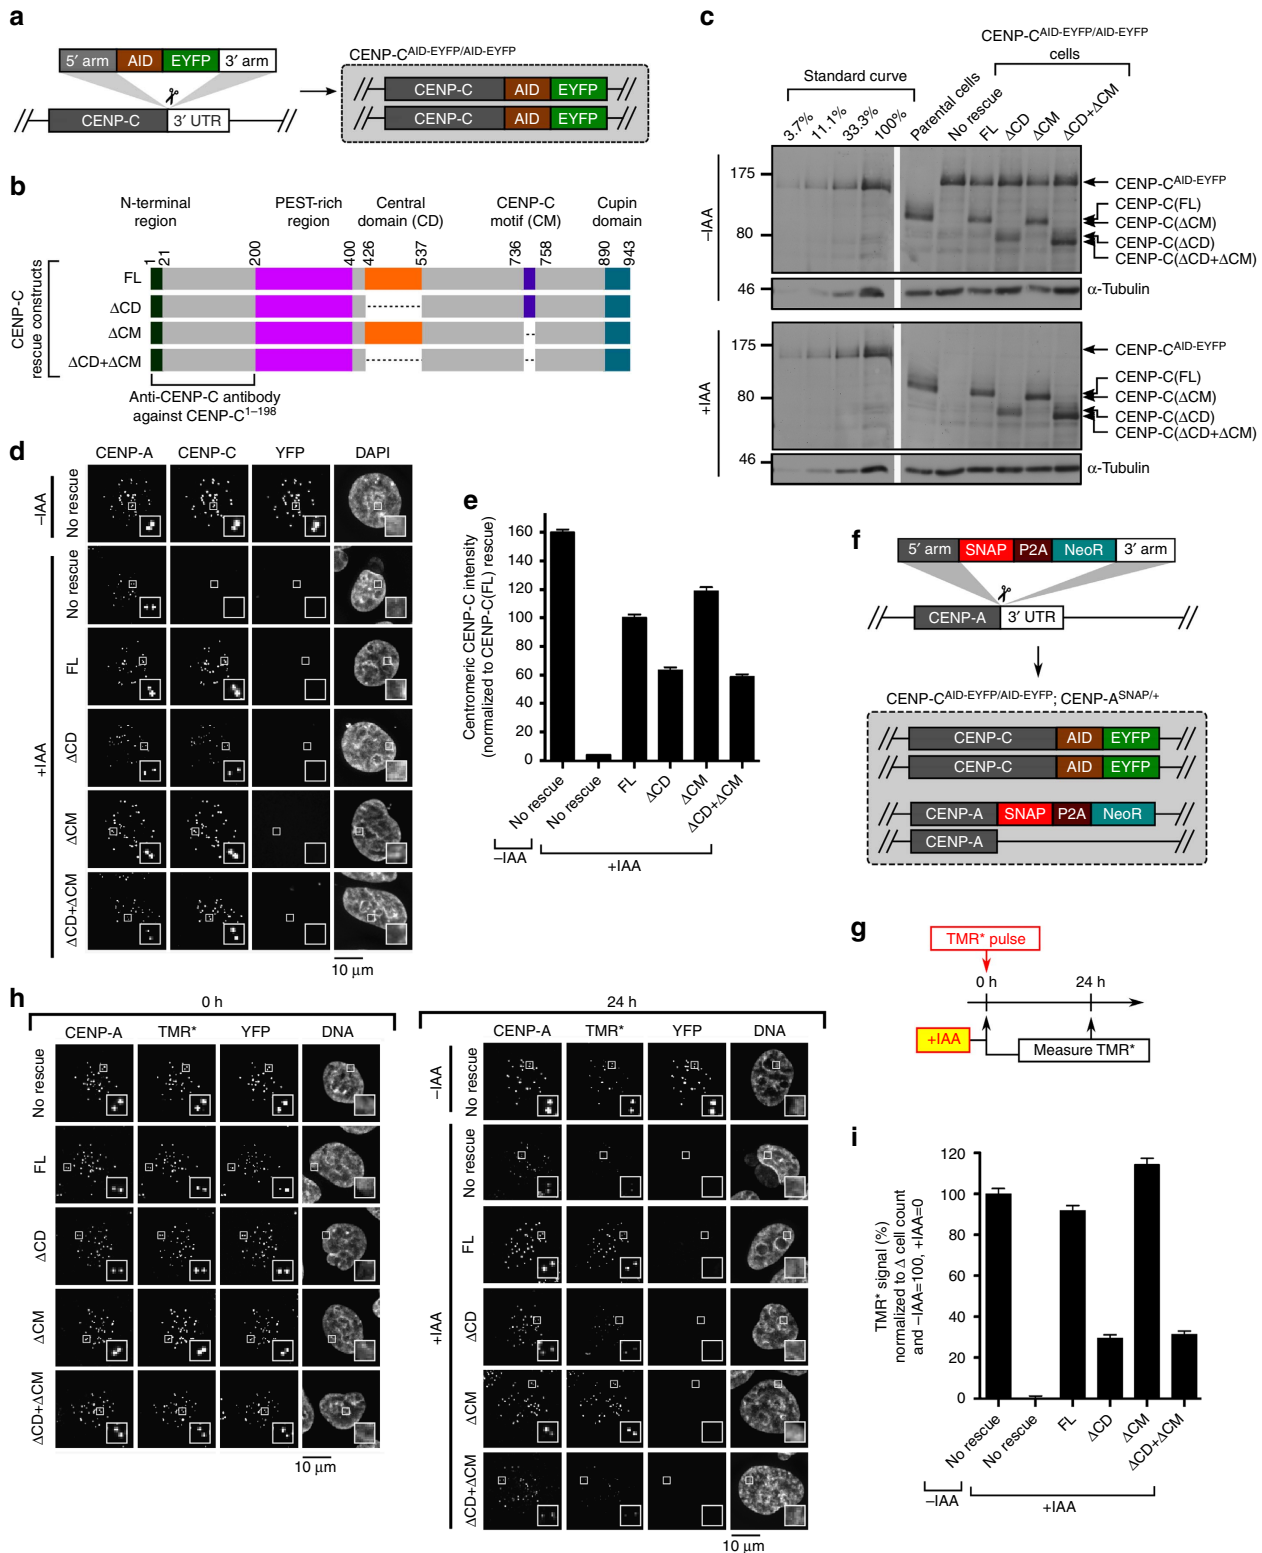 a
5′ arm AID EYFP 3′ arm
CENP-C 3′ UTR
CENP-C^AID-EYFP/AID-EYFP
CENP-C AID EYFP
CENP-C AID EYFP
b
N-terminal region
PEST-rich region
Central domain (CD)
CENP-C motif (CM)
Cupin domain
1 21 200 400 426 537 736 758 890 943
CENP-C rescue constructs
FL
ΔCD
ΔCM
ΔCD+ΔCM
Anti-CENP-C antibody
against CENP-C^1–198
c
CENP-C^AID-EYFP/AID-EYFP
cells
Standard curve
3.7% 11.1% 33.3% 100% Parental cells No rescue FL ΔCD ΔCM ΔCD+ΔCM
–IAA
175
80
46
CENP-C^AID-EYFP
CENP-C(FL)
CENP-C(ΔCM)
CENP-C(ΔCD)
CENP-C(ΔCD+ΔCM)
α-Tubulin
+IAA
175
80
46
CENP-C^AID-EYFP
CENP-C(FL)
CENP-C(ΔCM)
CENP-C(ΔCD)
CENP-C(ΔCD+ΔCM)
α-Tubulin
d
CENP-A CENP-C YFP DAPI
–IAA
No rescue
+IAA
No rescue
FL
ΔCD
ΔCM
ΔCD+ΔCM
10 μm
e
Centromeric CENP-C intensity
(normalized to CENP-C(FL) rescue)
160
140
120
100
80
60
40
20
0
No rescue No rescue FL ΔCD ΔCM ΔCD+ΔCM
–IAA
+IAA
f
5′ arm SNAP P2A NeoR 3′ arm
CENP-A 3′ UTR
CENP-C^AID-EYFP/AID-EYFP; CENP-A^SNAP/+
CENP-C AID EYFP
CENP-C AID EYFP
CENP-A SNAP P2A NeoR
CENP-A
g
TMR* pulse
0 h 24 h
+IAA
Measure TMR*
h
0 h
CENP-A TMR* YFP DNA
No rescue
FL
ΔCD
ΔCM
ΔCD+ΔCM
10 μm
24 h
CENP-A TMR* YFP DNA
–IAA
No rescue
+IAA
No rescue
FL
ΔCD
ΔCM
ΔCD+ΔCM
10 μm
i
TMR* signal (%)
normalized to Δ cell count
and –IAA=100, +IAA=0
120
100
80
60
40
20
0
No rescue No rescue FL ΔCD ΔCM ΔCD+ΔCM
–IAA
+IAA